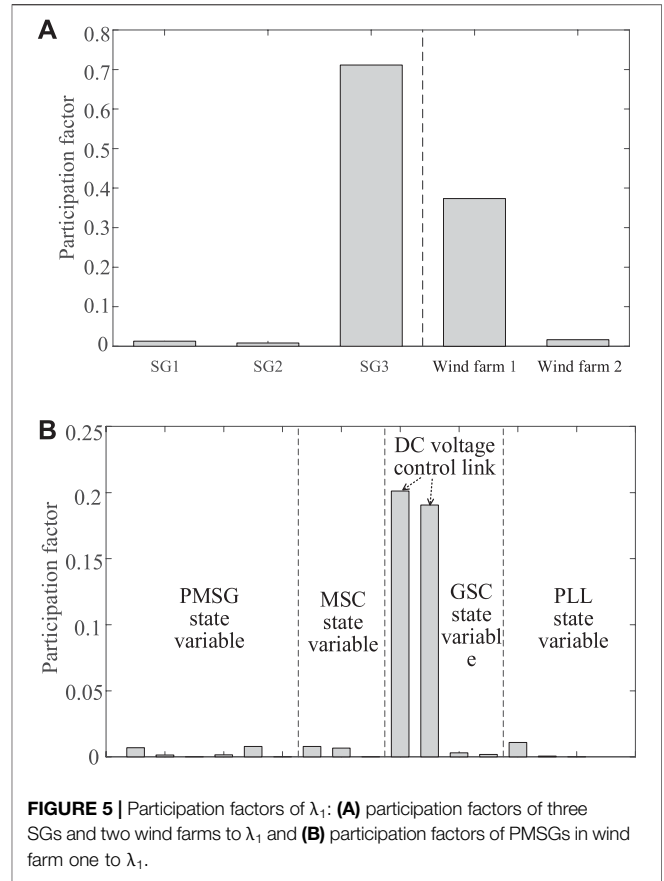 A
Participation factor
0.8
0.7
0.6
0.5
0.4
0.3
0.2
0.1
0
SG1 SG2 SG3 Wind farm 1 Wind farm 2
B
Participation factor
0.25
0.2
0.15
0.1
0.05
0
DC voltage
control link
PMSG
state
variable
MSC
state
variable
GSC
state
variabl
e
PLL
state
variable
FIGURE 5 | Participation factors of λ₁: (A) participation factors of three
SGs and two wind farms to λ₁ and (B) participation factors of PMSGs in wind
farm one to λ₁.